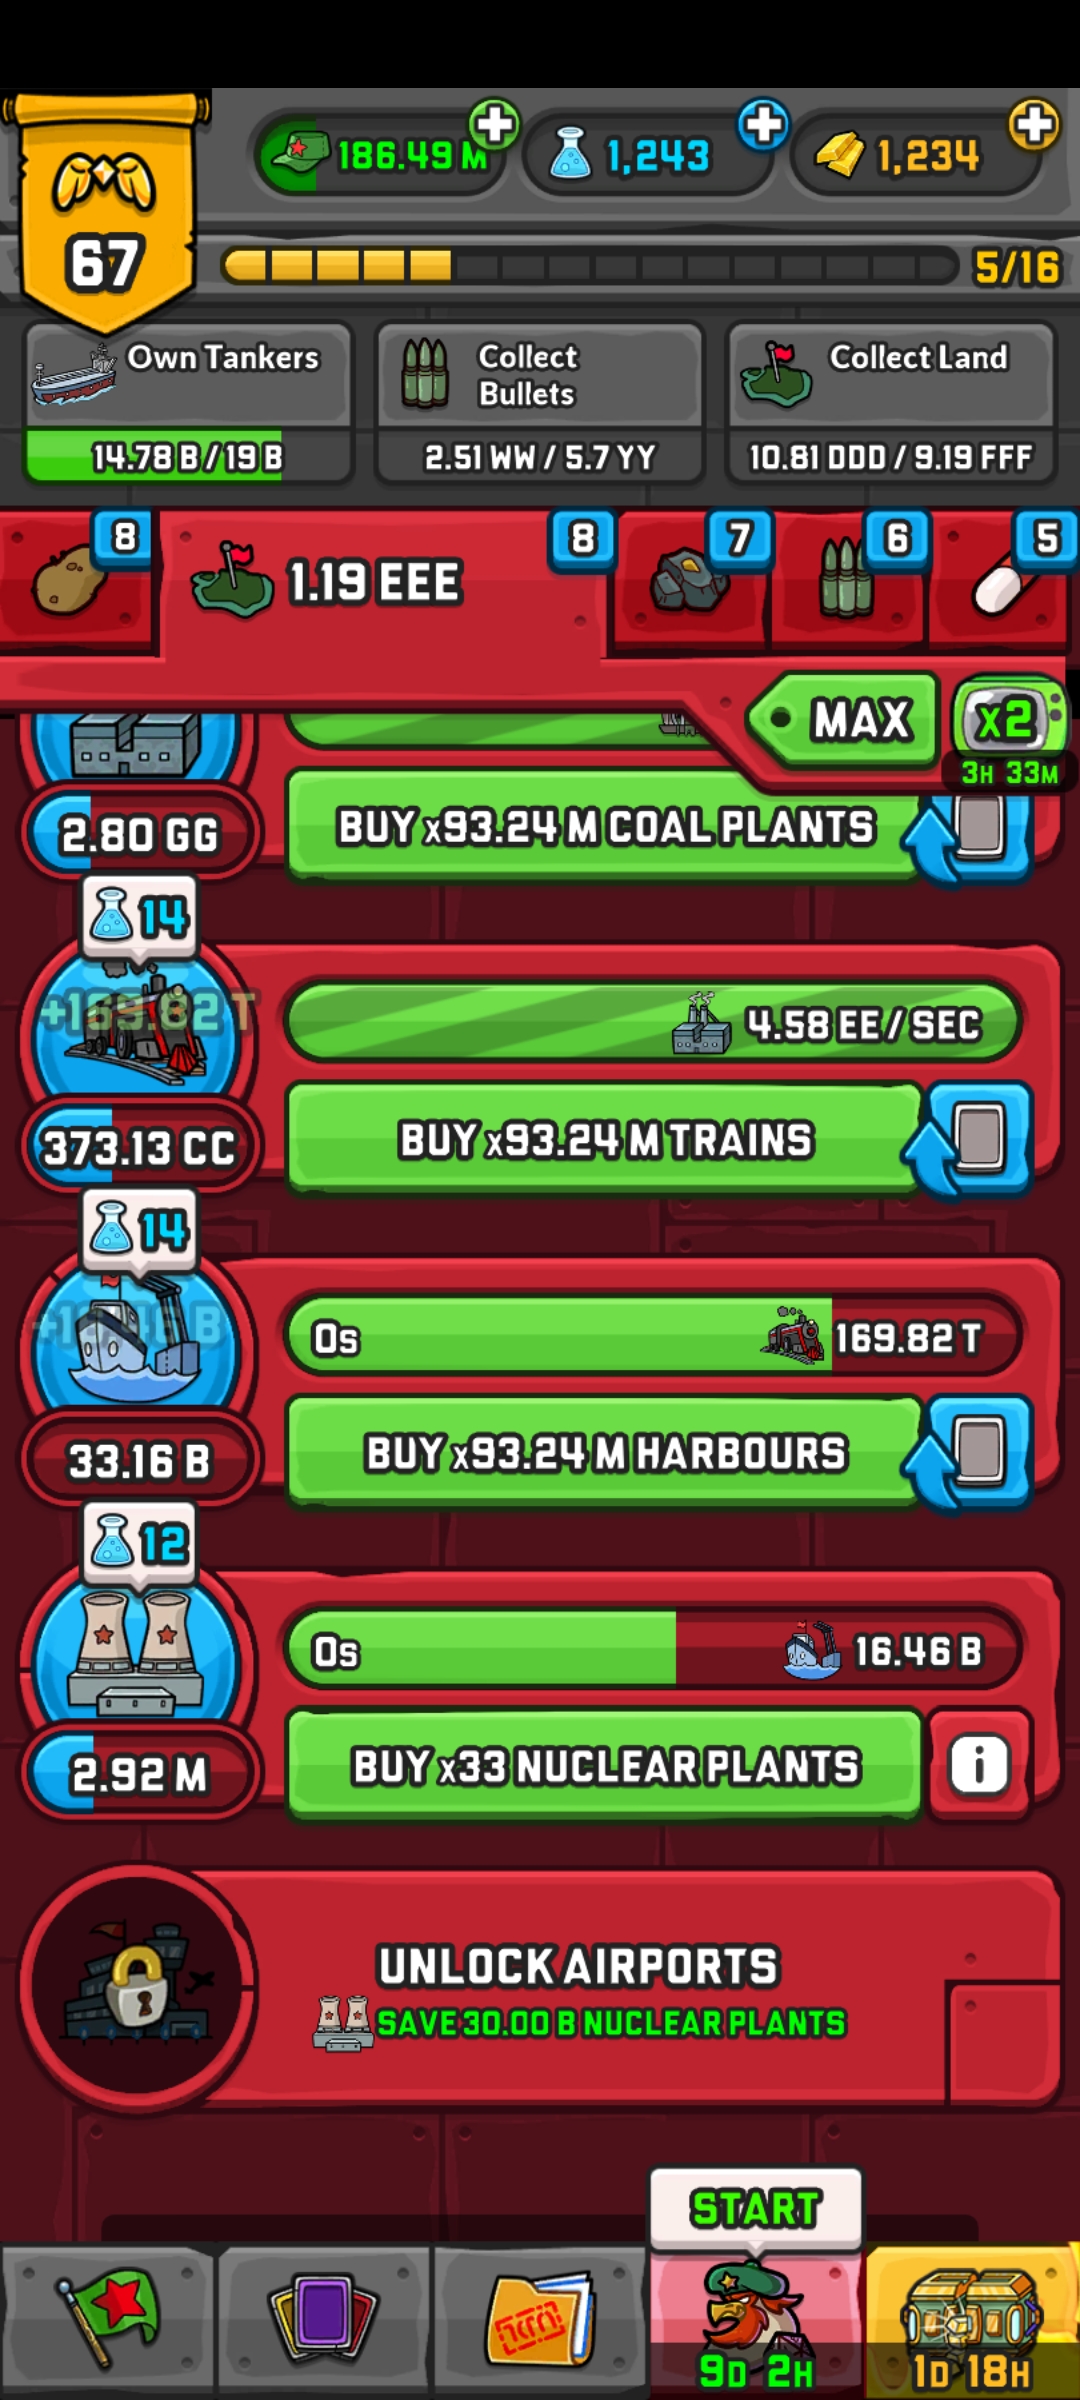 186.49 M
1,243
1,234
67
5/16
Own Tankers
14.78 B / 19 B
Collect
Bullets
2.51 WW / 5.7 YY
Collect Land
10.81 DDD / 9.19 FFF
8
1.19 EEE
8
7
6
5
MAX
x2
3H 33M
2.80 GG
BUY x93.24 M COAL PLANTS
14
+169.82 T
4.58 EE / SEC
373.13 CC
BUY x93.24 M TRAINS
14
0s
169.82 T
33.16 B
BUY x93.24 M HARBOURS
12
0s
16.46 B
2.92 M
BUY x33 NUCLEAR PLANTS
i
UNLOCK AIRPORTS
SAVE 30.00 B NUCLEAR PLANTS
START
9D 2H
1D 18H